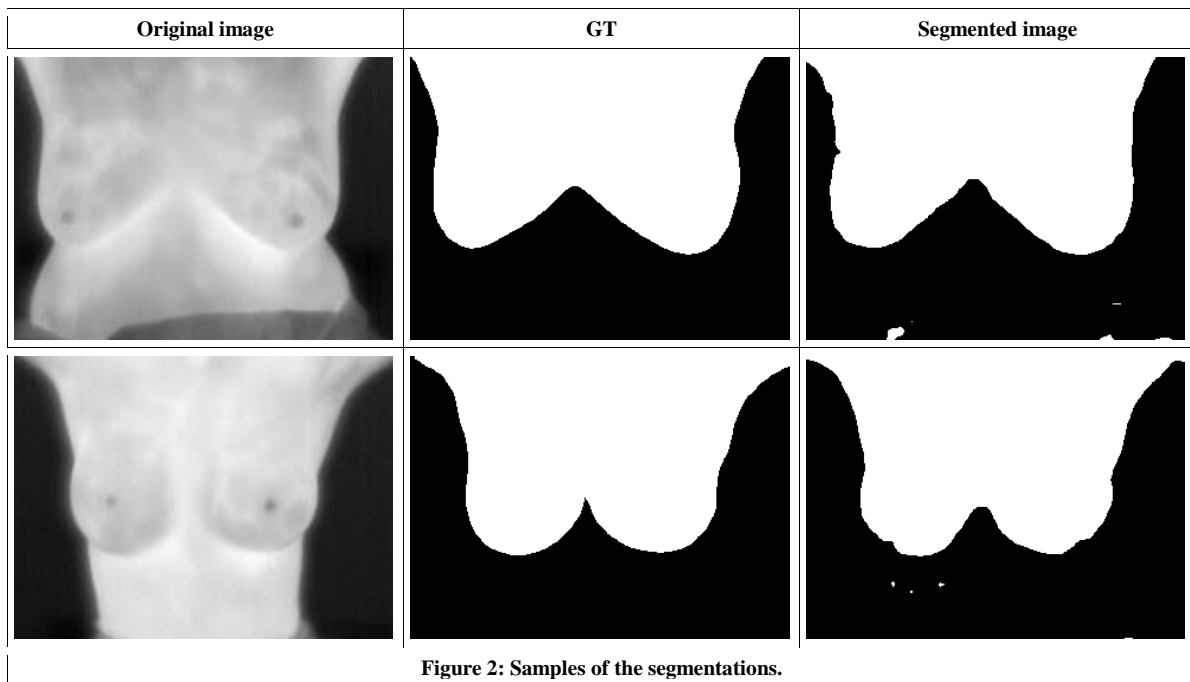 Original image
GT
Segmented image
Figure 2: Samples of the segmentations.